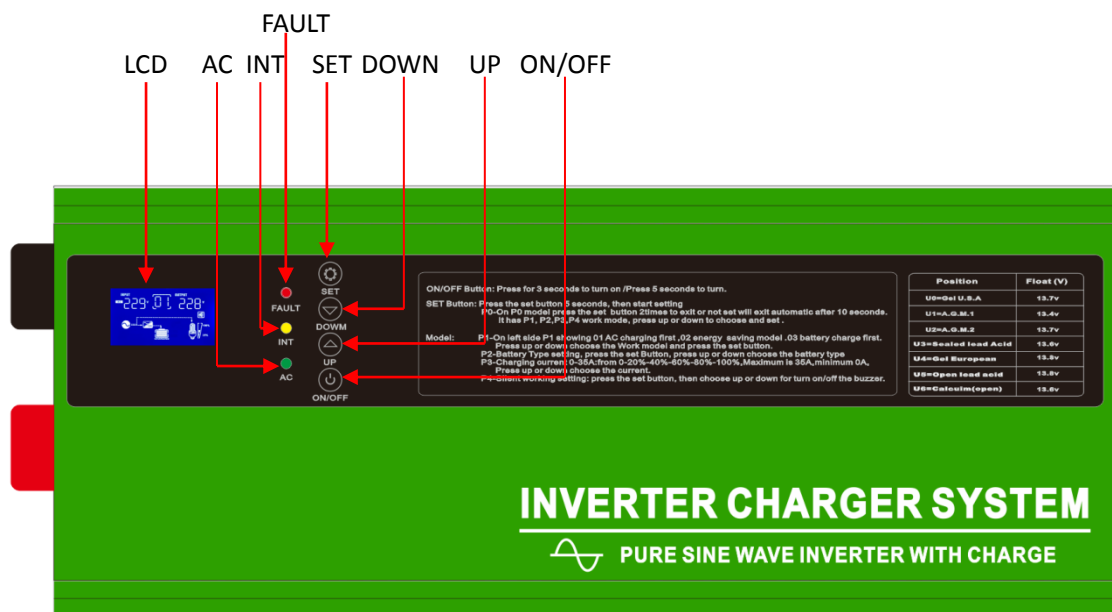 FAULT
LCD AC INT SET DOWN UP ON/OFF
INPUT OUTPUT
229 01 228
FAULT
INT
AC
SET
DOWM
UP
ON/OFF
ON/OFF Button: Press for 3 seconds to turn on /Press 5 seconds to turn.
SET Button: Press the set button 5 seconds, then start setting
P0-On P0 model press the set button 2times to exit or not set will exit automatic after 10 seconds.
It has P1, P2,P3,P4 work mode, press up or down to choose and set .
Model: P1-On left side P1 showing 01 AC charging first ,02 energy saving model .03 battery charge first.
Press up or down choose the Work model and press the set button.
P2-Battery Type setting, press the set Button, press up or down choose the battery type
P3-Charging ourent 0-35A:from 0-20%-40%-60%-80%-100%,Maximum is 35A,minimum 0A,
Press up or down choose the current.
P4-Silent working setting: press the set button, then choose up or down for turn on/off the buzzer.
Position Float (V)
U0=Gel U.S.A 13.7v
U1=A.G.M.1 13.4v
U2=A.G.M.2 13.7v
U3=Sealed lead Acid 13.6v
U4=Gel European 13.8v
U5=Open lead acid 13.8v
U6=Calculm(open) 13.8v
INVERTER CHARGER SYSTEM
PURE SINE WAVE INVERTER WITH CHARGE